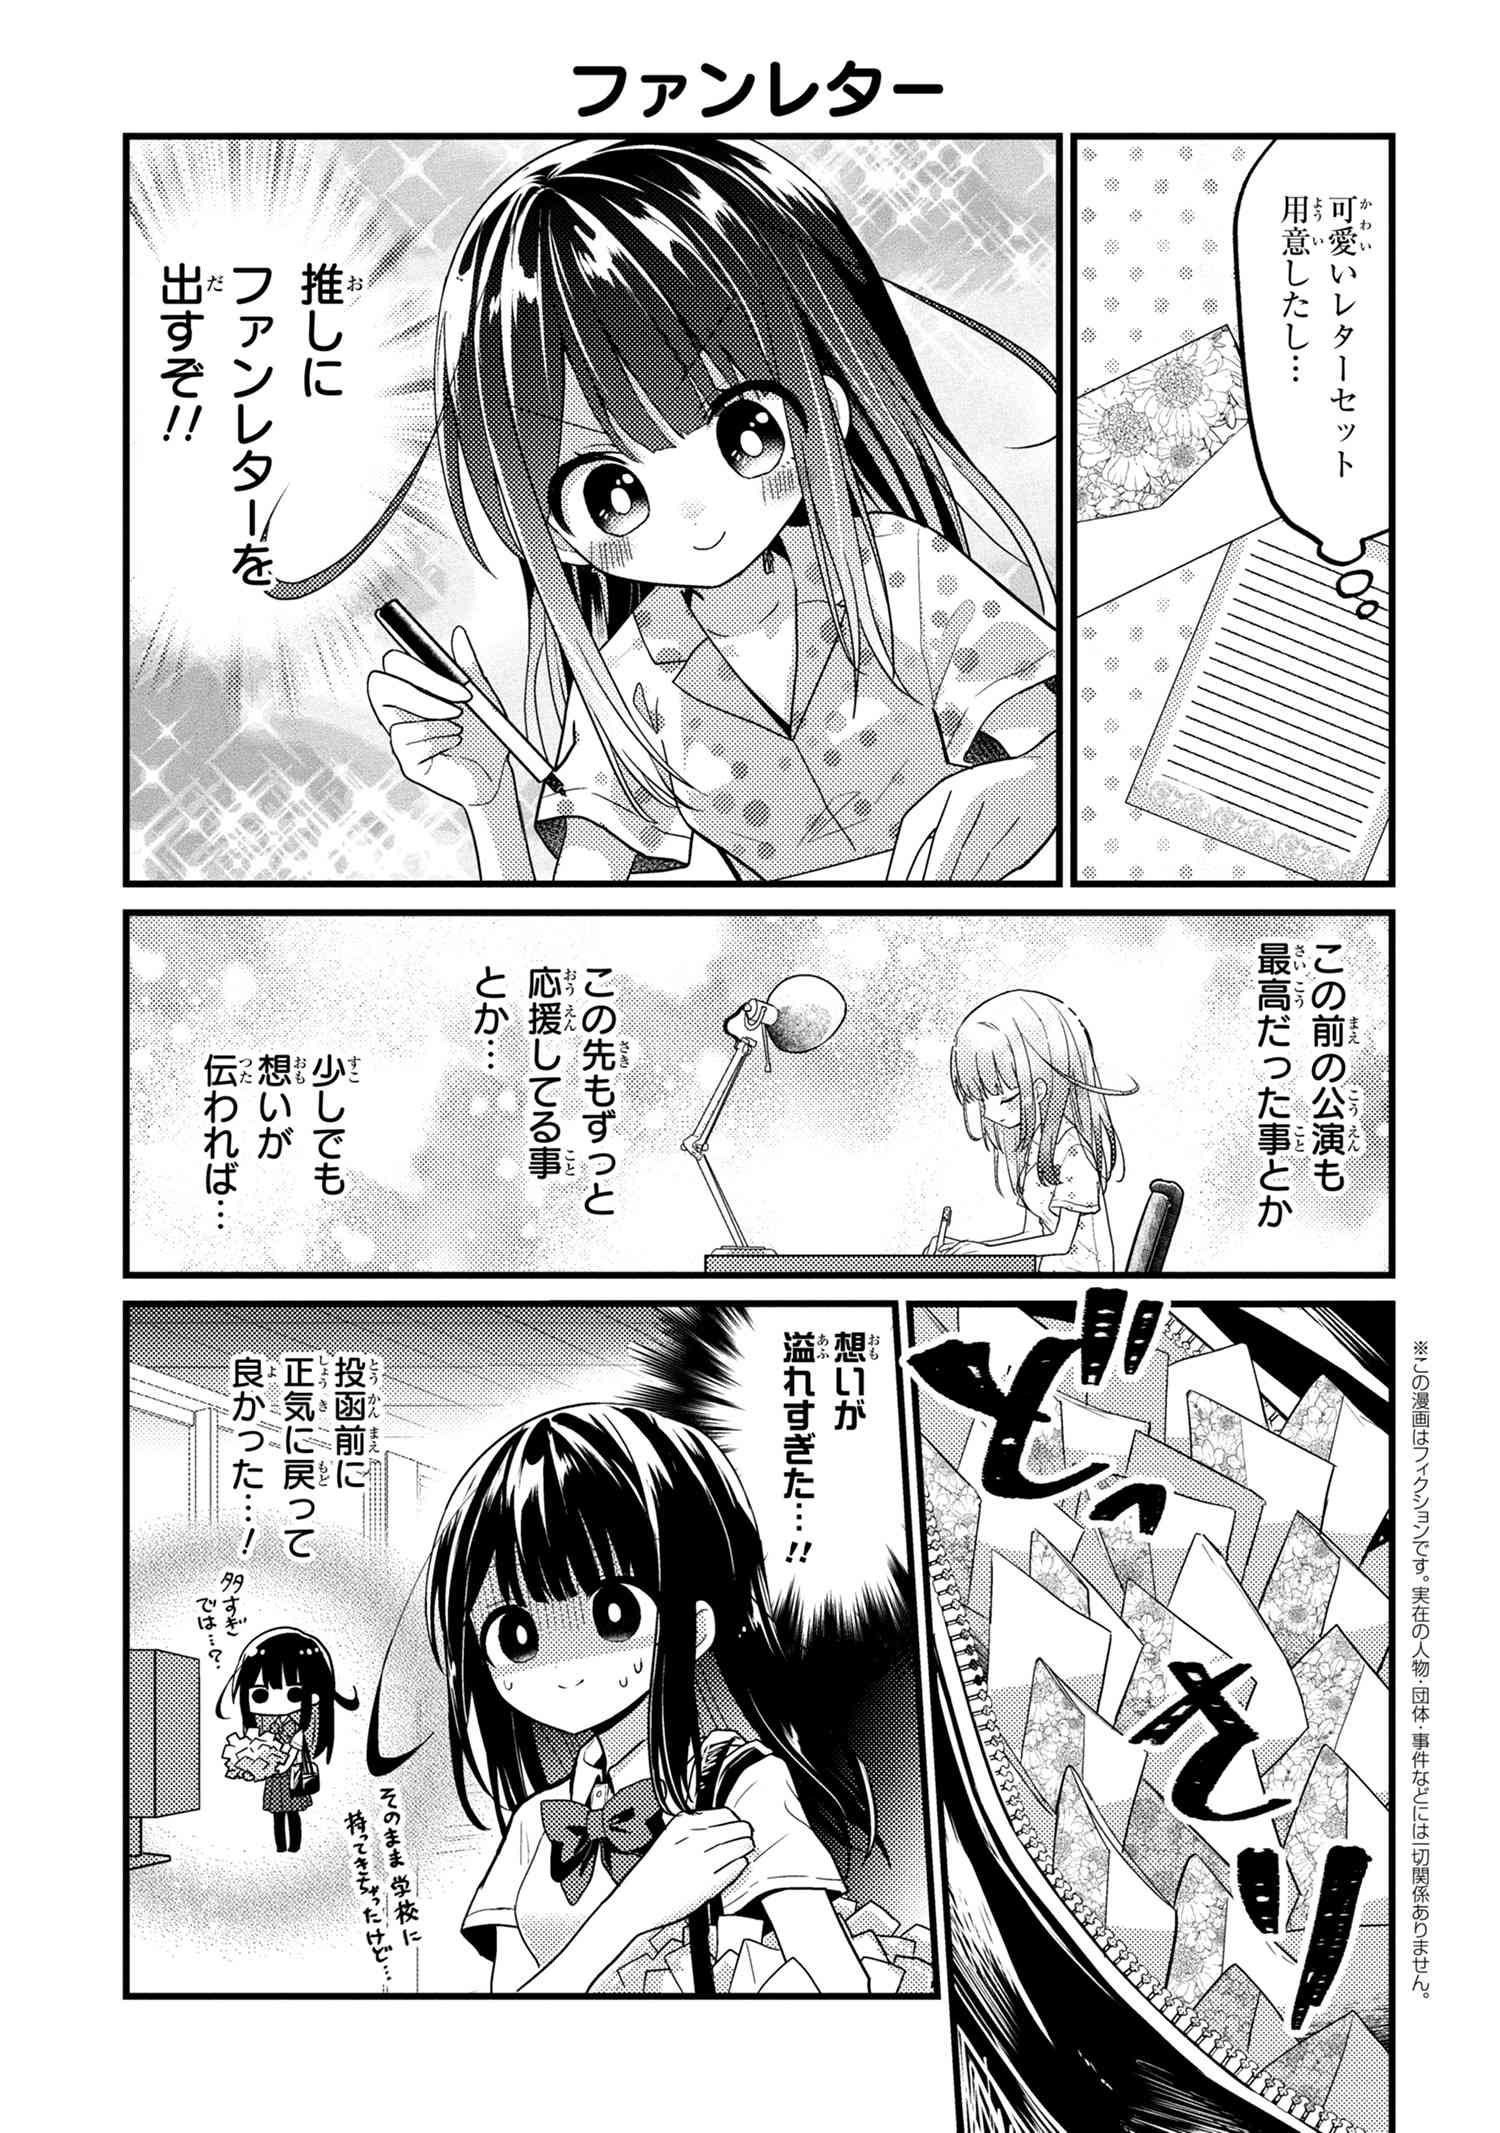 ファンレター
可愛いレターセット
用意したし…
推しに
ファンレターを
出すぞ!!
この前の公演も
最高だった事とか
この先もずっと
応援してる事
とか…
少しでも
想いが
伝われば…
どっさ!!
想いが
溢れすぎた…!!
投函前に
正気に戻って
良かった…！
多すぎ
では…？
そのまま学校に
持ってきちゃったけど…
※この漫画はフィクションです。実在の人物・団体・事件などには一切関係ありません。